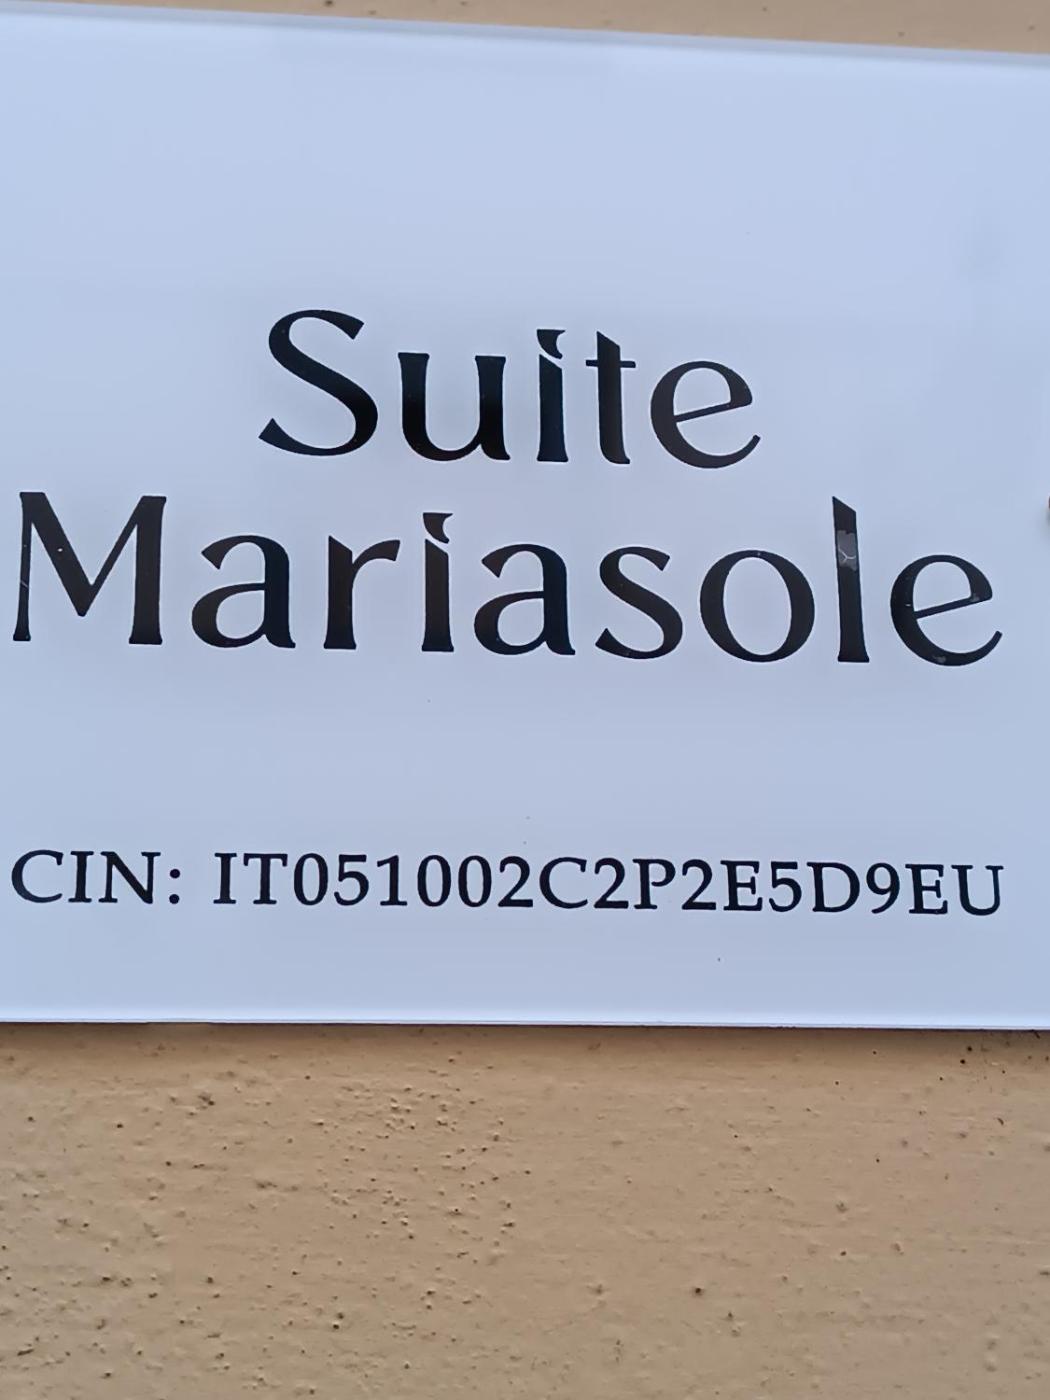 Suite
Mariasole
CIN: IT051002C2P2E5D9EU